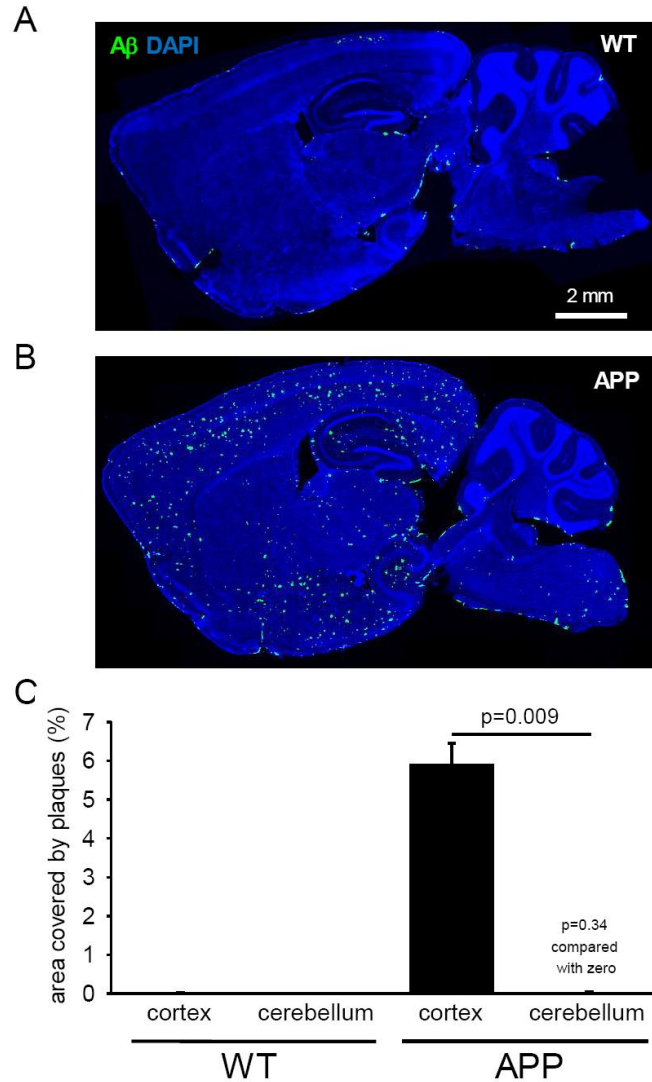 A
Aβ DAPI
WT
2 mm
B
APP
C
area covered by plaques (%)
7
6
5
4
3
2
1
0
p=0.009
p=0.34
compared
with zero
cortex cerebellum cortex cerebellum
WT APP